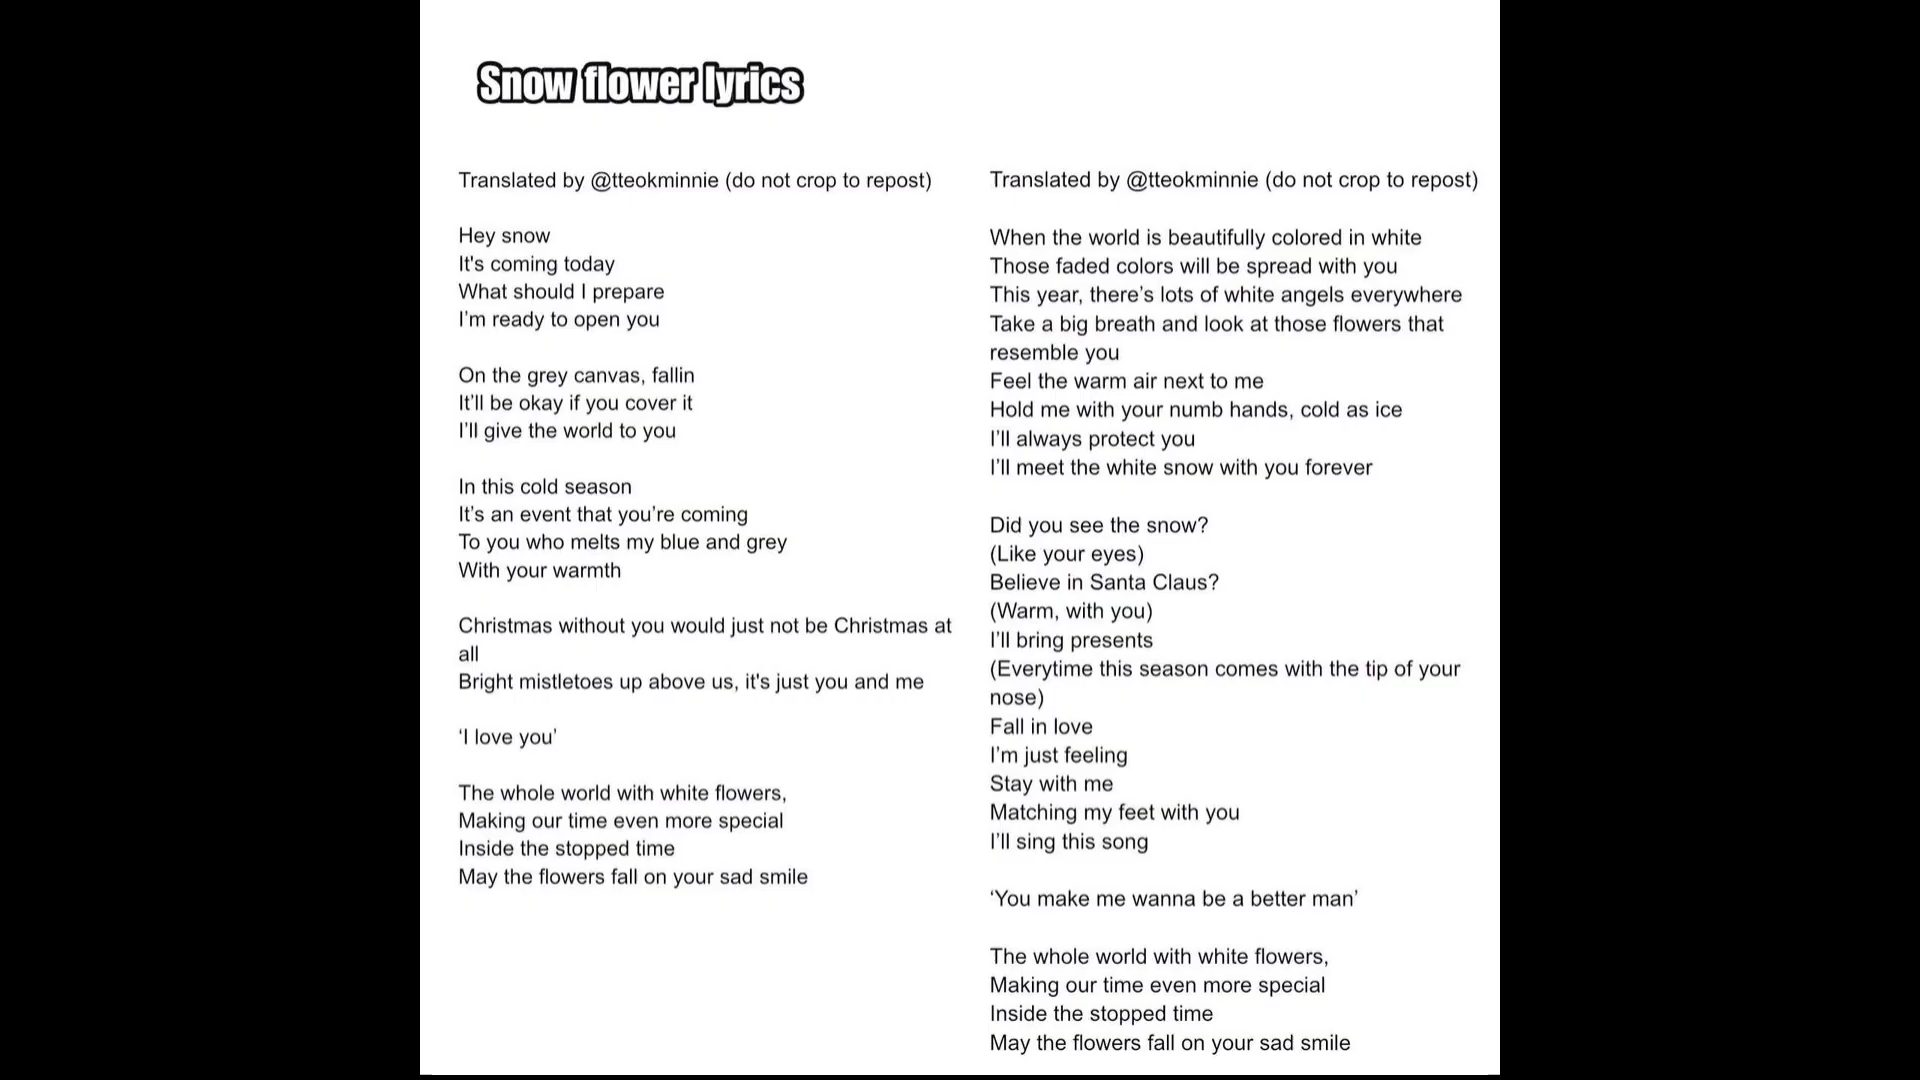 Snow flower lyrics
Translated by @tteokminnie (do not crop to repost)
Hey snow
It's coming today
What should I prepare
I’m ready to open you
On the grey canvas, fallin
It’ll be okay if you cover it
I’ll give the world to you
In this cold season
It’s an event that you’re coming
To you who melts my blue and grey
With your warmth
Christmas without you would just not be Christmas at
all
Bright mistletoes up above us, it's just you and me
‘I love you’
The whole world with white flowers,
Making our time even more special
Inside the stopped time
May the flowers fall on your sad smile
Translated by @tteokminnie (do not crop to repost)
When the world is beautifully colored in white
Those faded colors will be spread with you
This year, there’s lots of white angels everywhere
Take a big breath and look at those flowers that
resemble you
Feel the warm air next to me
Hold me with your numb hands, cold as ice
I’ll always protect you
I’ll meet the white snow with you forever
Did you see the snow?
(Like your eyes)
Believe in Santa Claus?
(Warm, with you)
I’ll bring presents
(Everytime this season comes with the tip of your
nose)
Fall in love
I’m just feeling
Stay with me
Matching my feet with you
I’ll sing this song
‘You make me wanna be a better man’
The whole world with white flowers,
Making our time even more special
Inside the stopped time
May the flowers fall on your sad smile